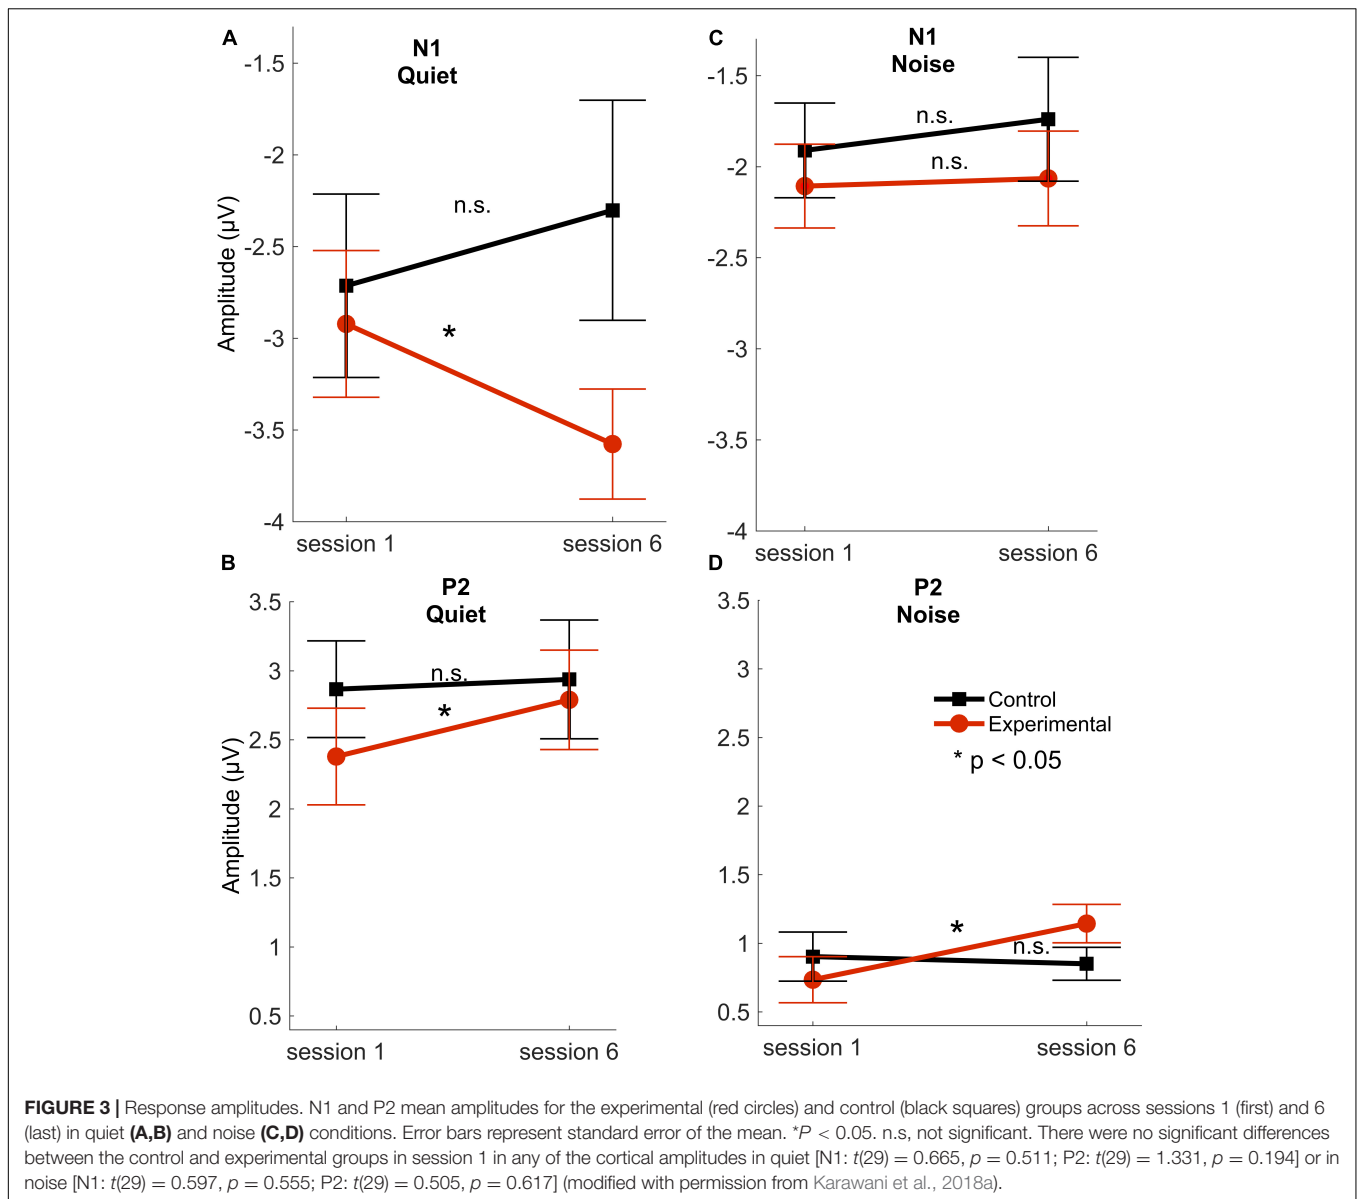 A
N1
Quiet
-1.5
-2
-2.5
-3
-3.5
-4
Amplitude (µV)
n.s.
*
session 1
session 6
C
N1
Noise
-1.5
-2
-2.5
-3
-3.5
-4
n.s.
n.s.
session 1
session 6
B
P2
Quiet
3.5
3
2.5
2
1.5
1
0.5
Amplitude (µV)
n.s.
*
session 1
session 6
D
P2
Noise
3.5
3
2.5
2
1.5
1
0.5
Control
Experimental
* p < 0.05
*
n.s.
session 1
session 6
FIGURE 3 | Response amplitudes. N1 and P2 mean amplitudes for the experimental (red circles) and control (black squares) groups across sessions 1 (first) and 6
(last) in quiet (A,B) and noise (C,D) conditions. Error bars represent standard error of the mean. *P < 0.05. n.s, not significant. There were no significant differences
between the control and experimental groups in session 1 in any of the cortical amplitudes in quiet [N1: t(29) = 0.665, p = 0.511; P2: t(29) = 1.331, p = 0.194] or in
noise [N1: t(29) = 0.597, p = 0.555; P2: t(29) = 0.505, p = 0.617] (modified with permission from Karawani et al., 2018a).